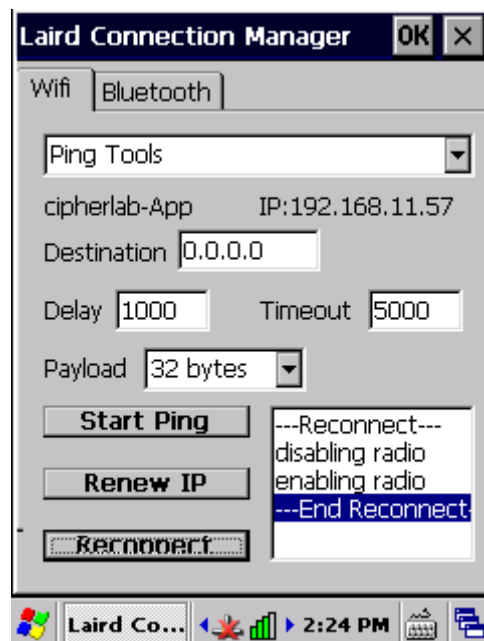 Laird Connection Manager OK
Wifi Bluetooth
Ping Tools
cipherlab-App IP:192.168.11.57
Destination 0.0.0.0
Delay 1000 Timeout 5000
Payload 32 bytes
Start Ping
Renew IP
Reconnect
---Reconnect---
disabling radio
enabling radio
---End Reconnect-
Laird Co... 2:24 PM